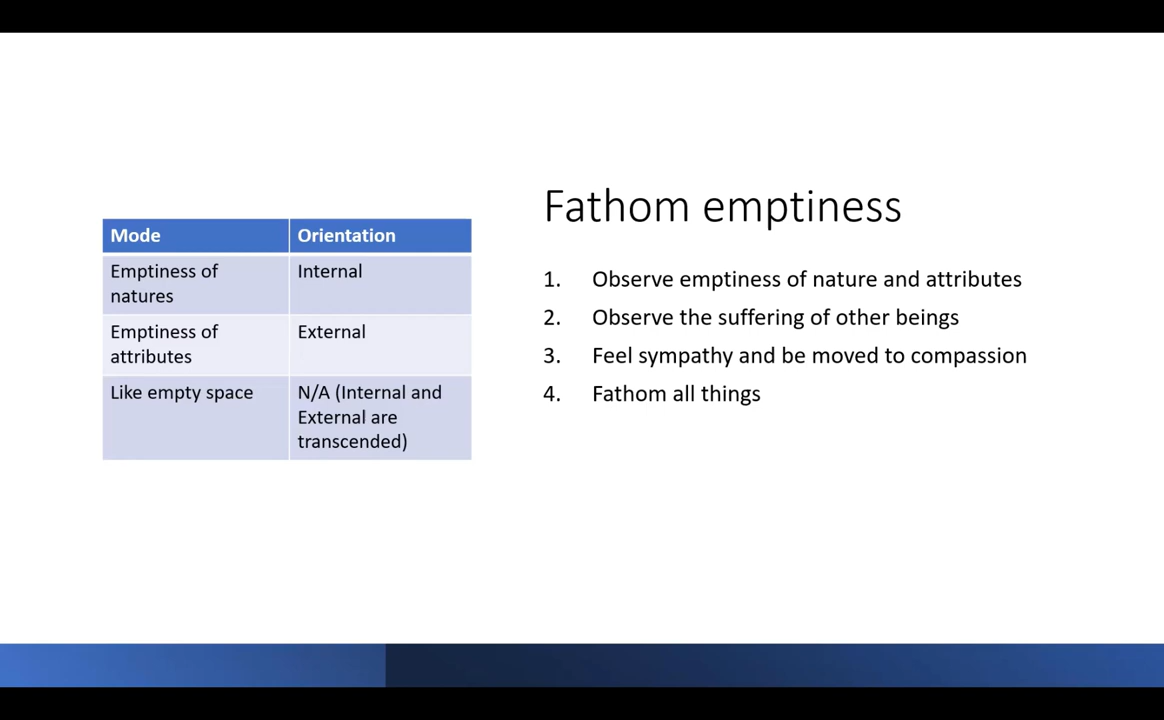 Mode
Orientation
Emptiness of
natures
Internal
Emptiness of
attributes
External
Like empty space
N/A (Internal and
External are
transcended)
Fathom emptiness
1. Observe emptiness of nature and attributes
2. Observe the suffering of other beings
3. Feel sympathy and be moved to compassion
4. Fathom all things